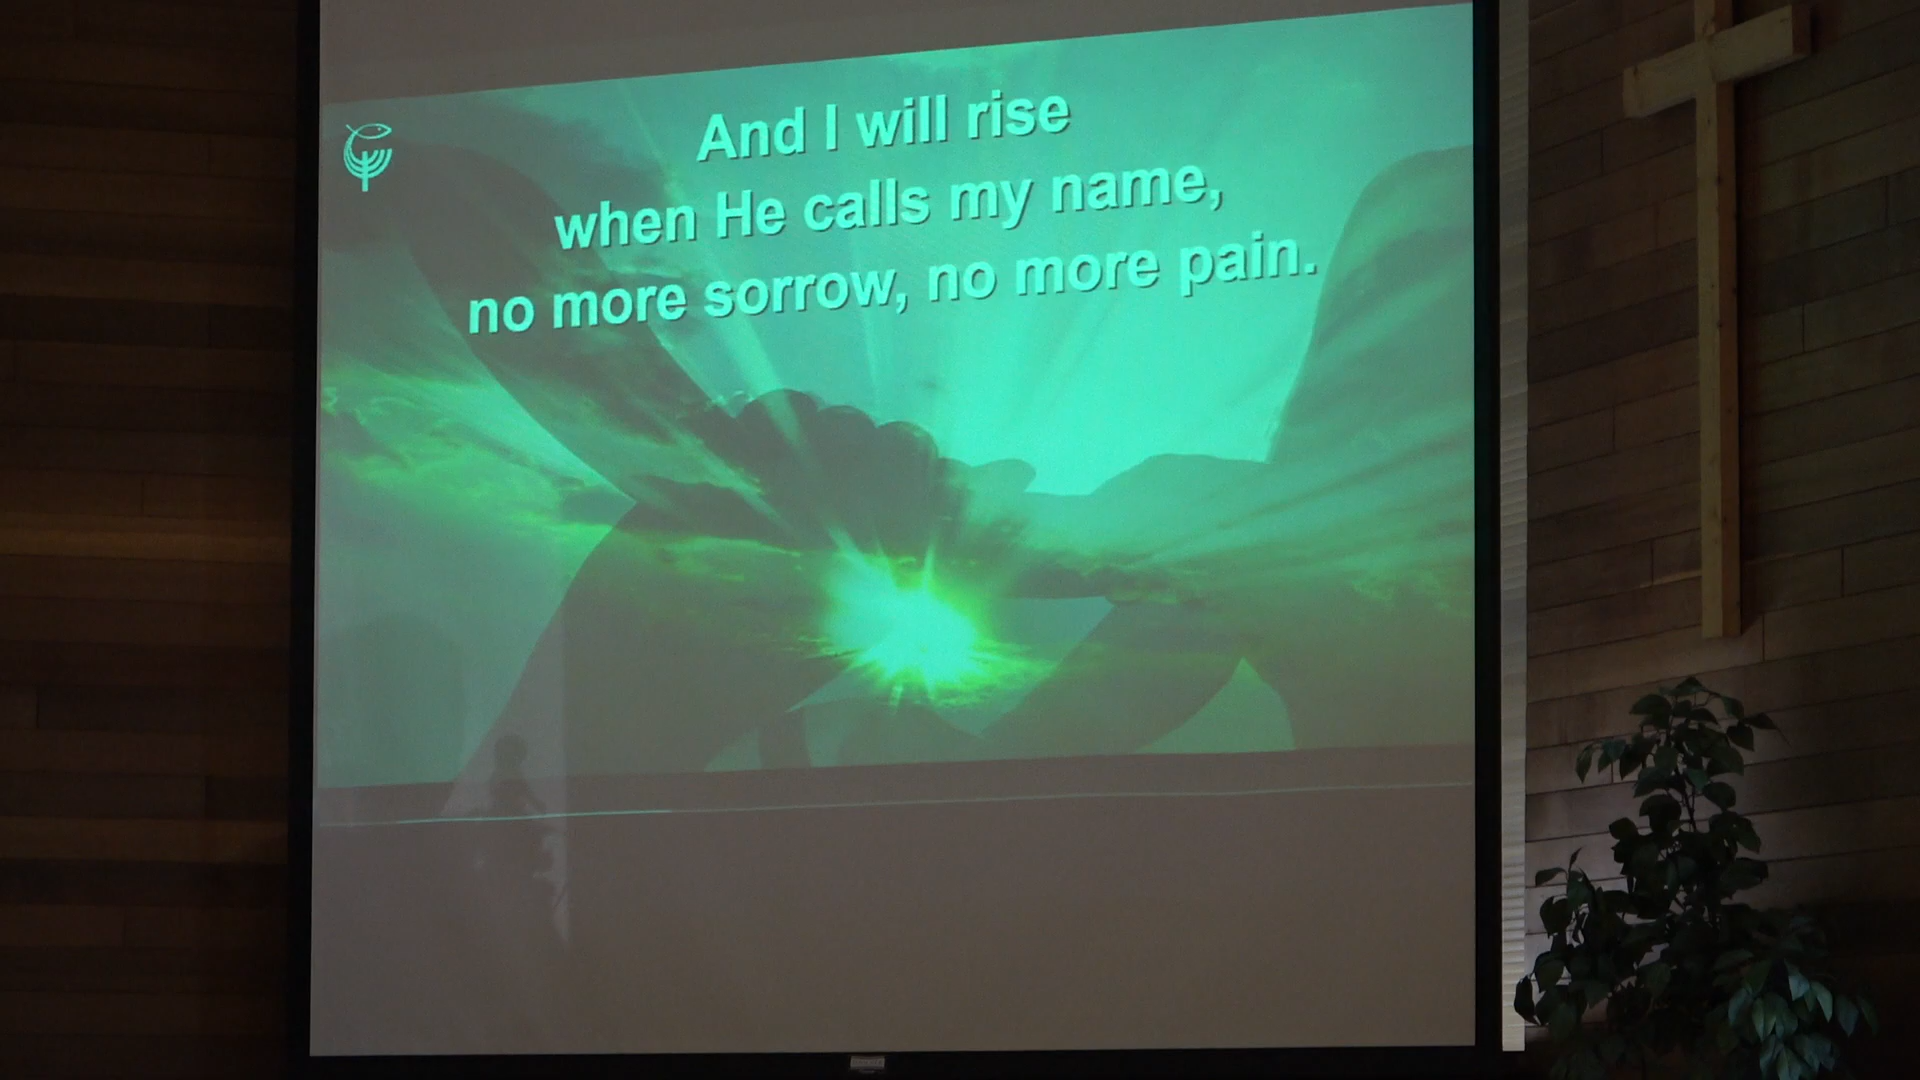 And I will rise
when He calls my name,
no more sorrow, no more pain.